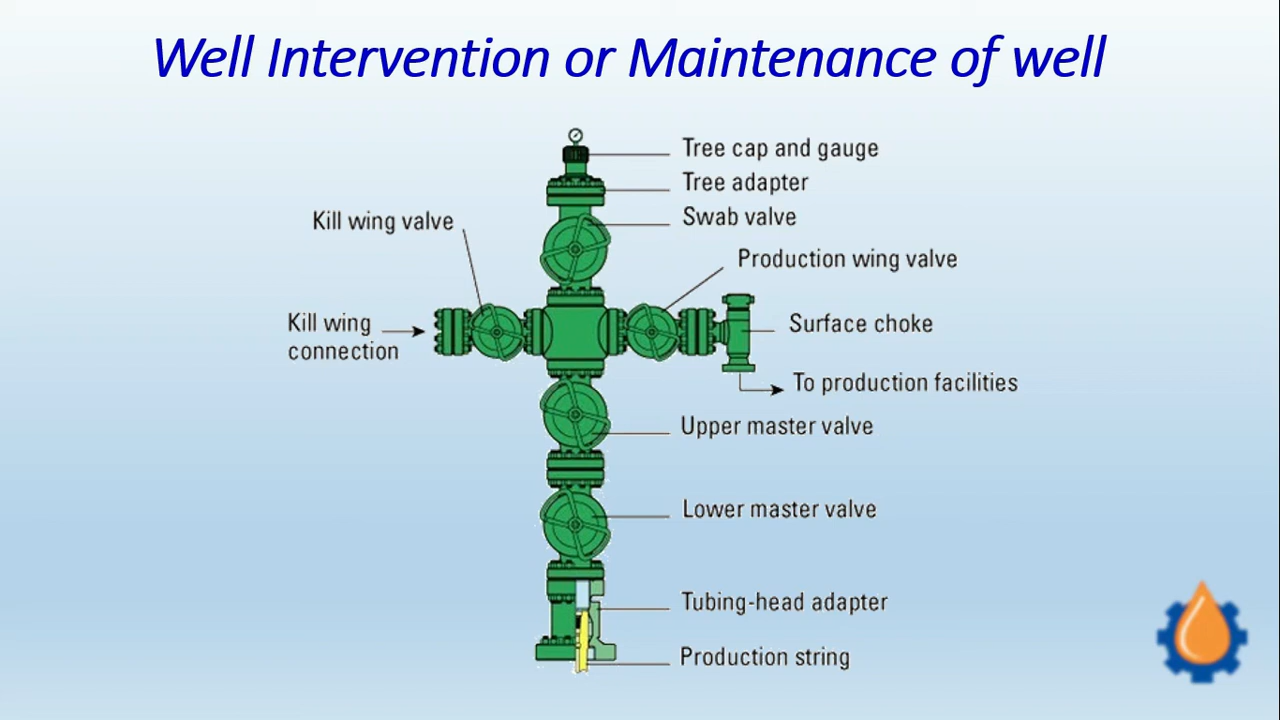 Well Intervention or Maintenance of well
Tree cap and gauge
Tree adapter
Swab valve
Kill wing valve
Production wing valve
Kill wing
connection
Surface choke
To production facilities
Upper master valve
Lower master valve
Tubing-head adapter
Production string